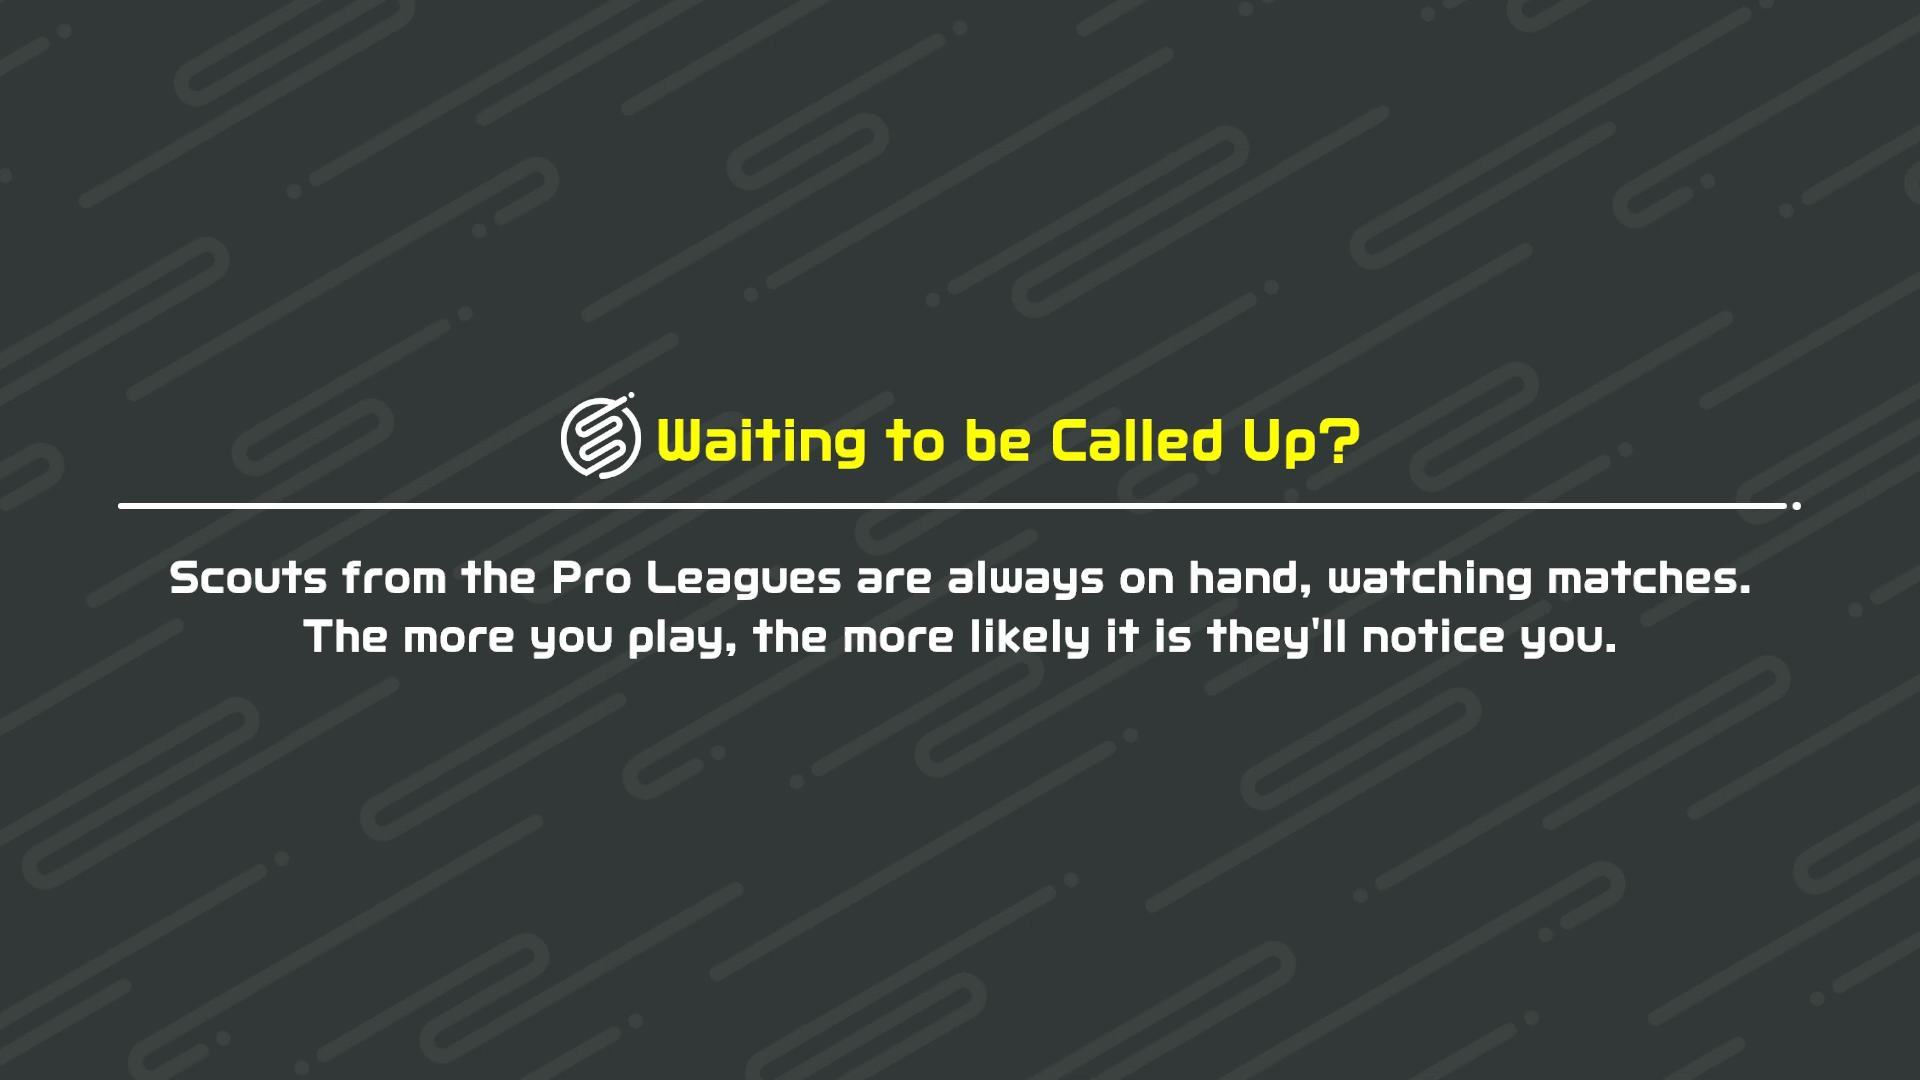 Waiting to be Called Up?
Scouts from the Pro Leagues are always on hand, watching matches.
The more you play, the more likely it is they'll notice you.